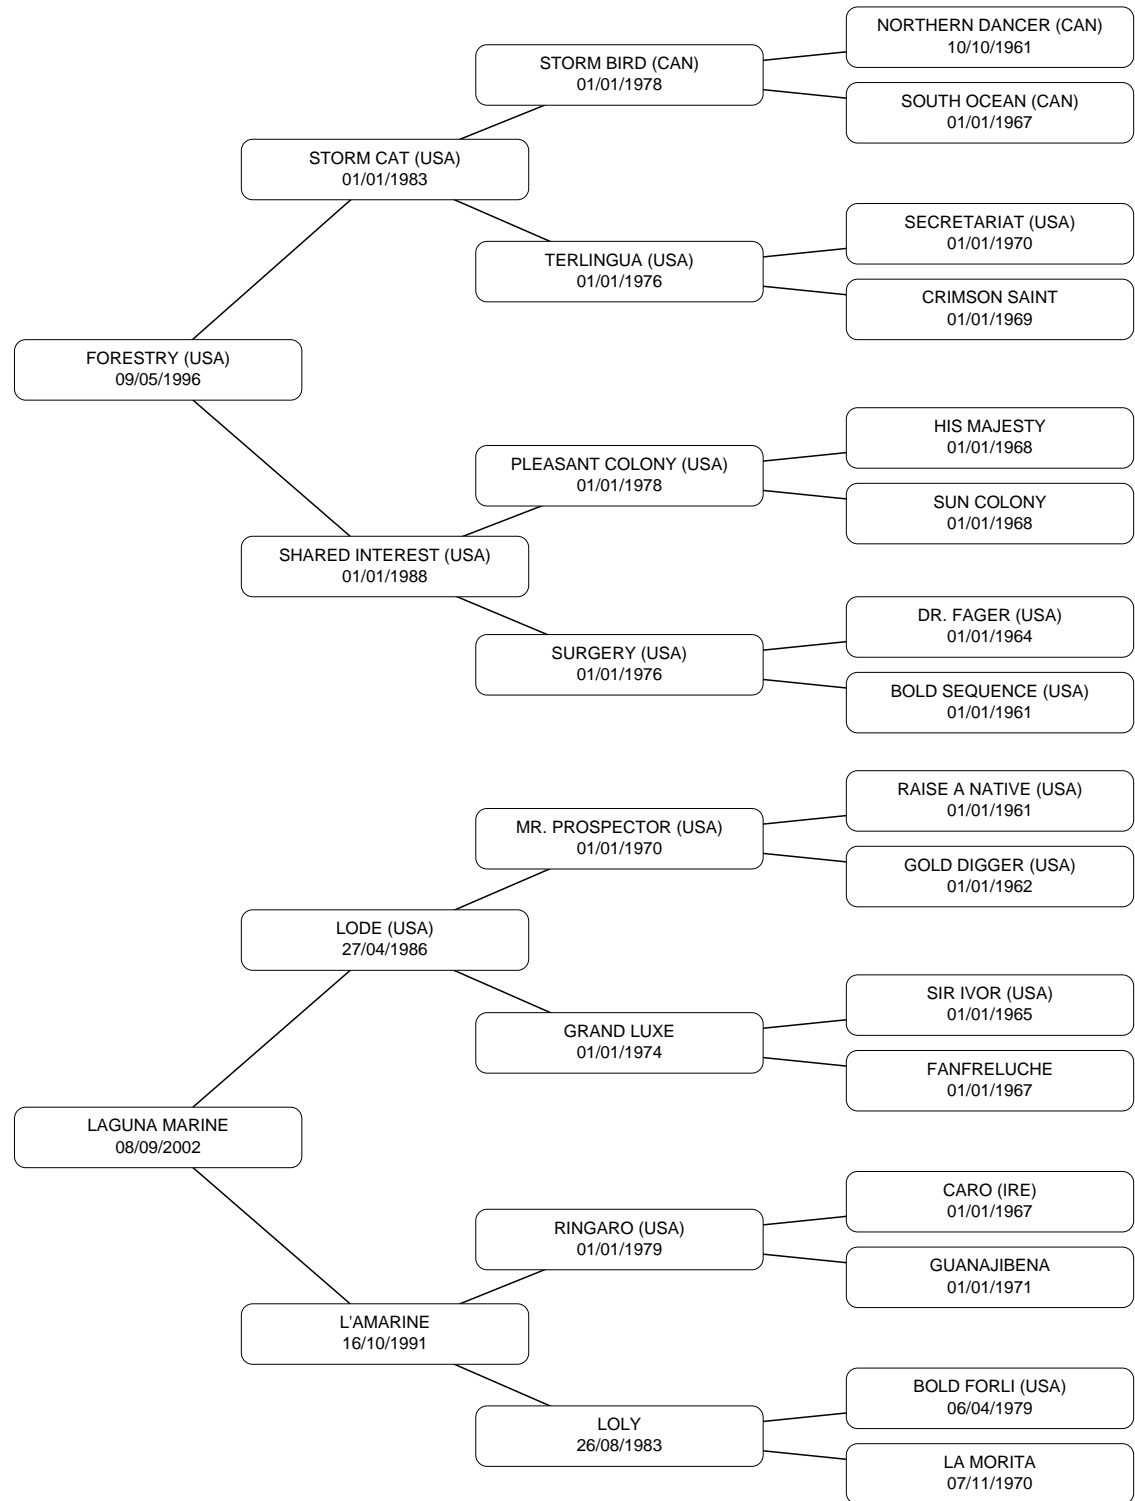 NORTHERN DANCER (CAN)
10/10/1961
STORM BIRD (CAN)
01/01/1978
SOUTH OCEAN (CAN)
01/01/1967
STORM CAT (USA)
01/01/1983
SECRETARIAT (USA)
01/01/1970
TERLINGUA (USA)
01/01/1976
CRIMSON SAINT
01/01/1969
FORESTRY (USA)
09/05/1996
HIS MAJESTY
01/01/1968
PLEASANT COLONY (USA)
01/01/1978
SUN COLONY
01/01/1968
SHARED INTEREST (USA)
01/01/1988
DR. FAGER (USA)
01/01/1964
SURGERY (USA)
01/01/1976
BOLD SEQUENCE (USA)
01/01/1961
RAISE A NATIVE (USA)
01/01/1961
MR. PROSPECTOR (USA)
01/01/1970
GOLD DIGGER (USA)
01/01/1962
LODE (USA)
27/04/1986
SIR IVOR (USA)
01/01/1965
GRAND LUXE
01/01/1974
FANFRELUCHE
01/01/1967
LAGUNA MARINE
08/09/2002
CARO (IRE)
01/01/1967
RINGARO (USA)
01/01/1979
GUANAJIBENA
01/01/1971
L'AMARINE
16/10/1991
BOLD FORLI (USA)
06/04/1979
LOLY
26/08/1983
LA MORITA
07/11/1970